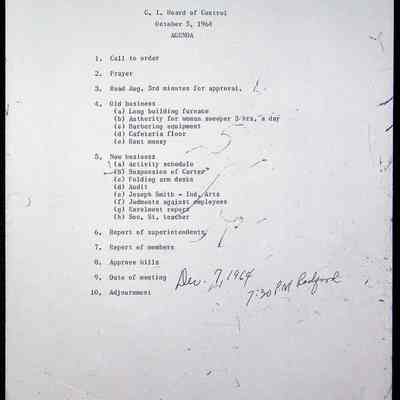 C. I. Board of Control
October 5, 1964
AGENDA
1. Call to order
2. Prayer
3. Read Aug. 3rd minutes for approval.
4. Old business
(a) Long building furnace
(b) Authority for woman sweeper 3 hrs. a day
(c) Barbering equipment
(d) Cafeteria floor
(e) Rent money
5. New business
(a) Activity schedule
(b) Suspension of Carter
(c) Folding arm desks
(d) Audit
(e) Joseph Smith - Ind. Arts
(f) Judments against employees
(g) Enrolment report
(h) Soc. St. teacher
6. Report of superintendents
7. Report of members
8. Approve bills
9. Date of meeting Dec. 7, 1964
7:30 PM Radford
10. Adjournment